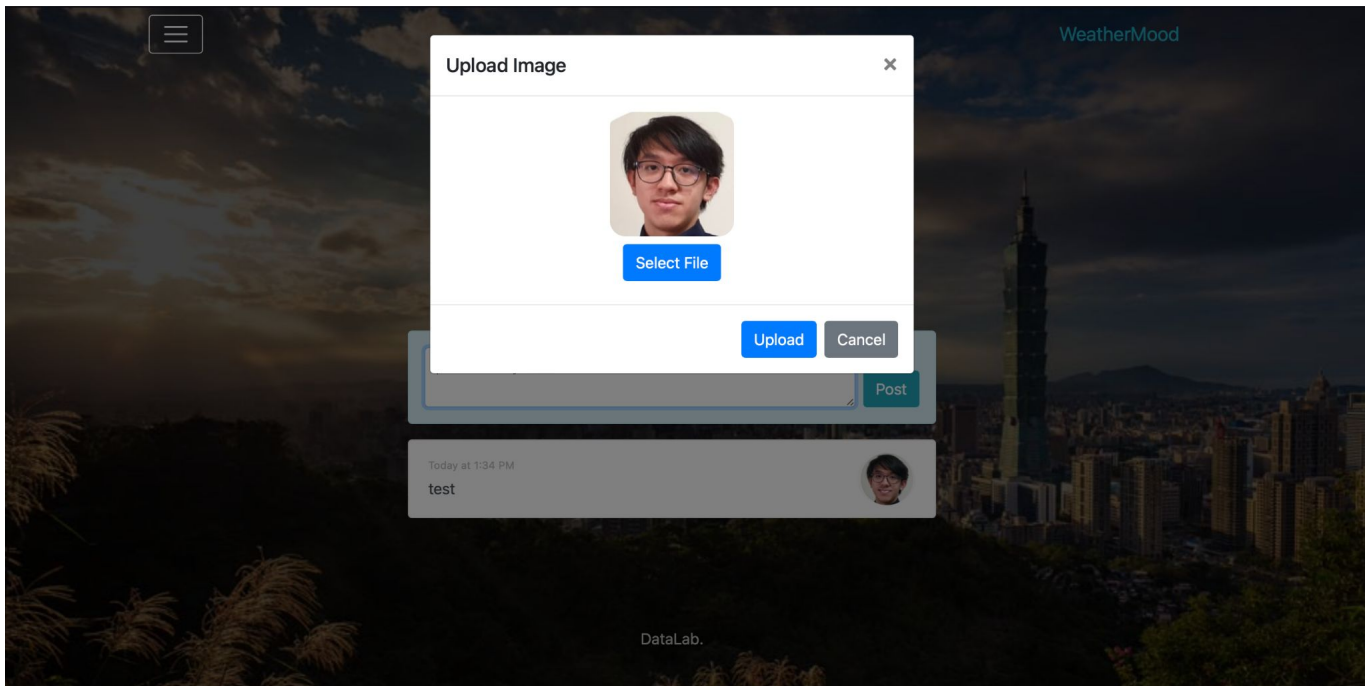 WeatherMood
Upload Image
×
Select File
Upload
Cancel
Post
Today at 1:34 PM
test
DataLab.